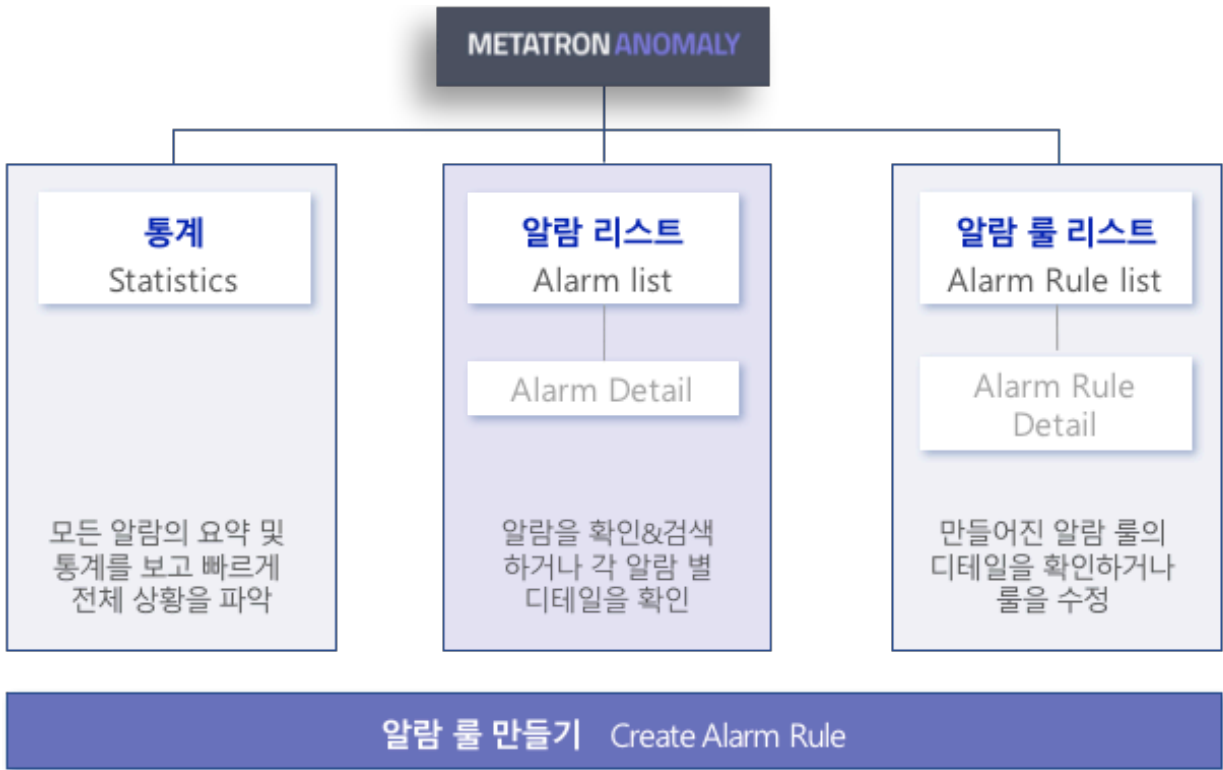 METATRON ANOMALY
통계
Statistics
모든 알람의 요약 및
통계를 보고 빠르게
전체 상황을 파악
알람 리스트
Alarm list
Alarm Detail
알람을 확인&검색
하거나 각 알람 별
디테일을 확인
알람 룰 리스트
Alarm Rule list
Alarm Rule
Detail
만들어진 알람 룰의
디테일을 확인하거나
룰을 수정
알람 룰 만들기 Create Alarm Rule